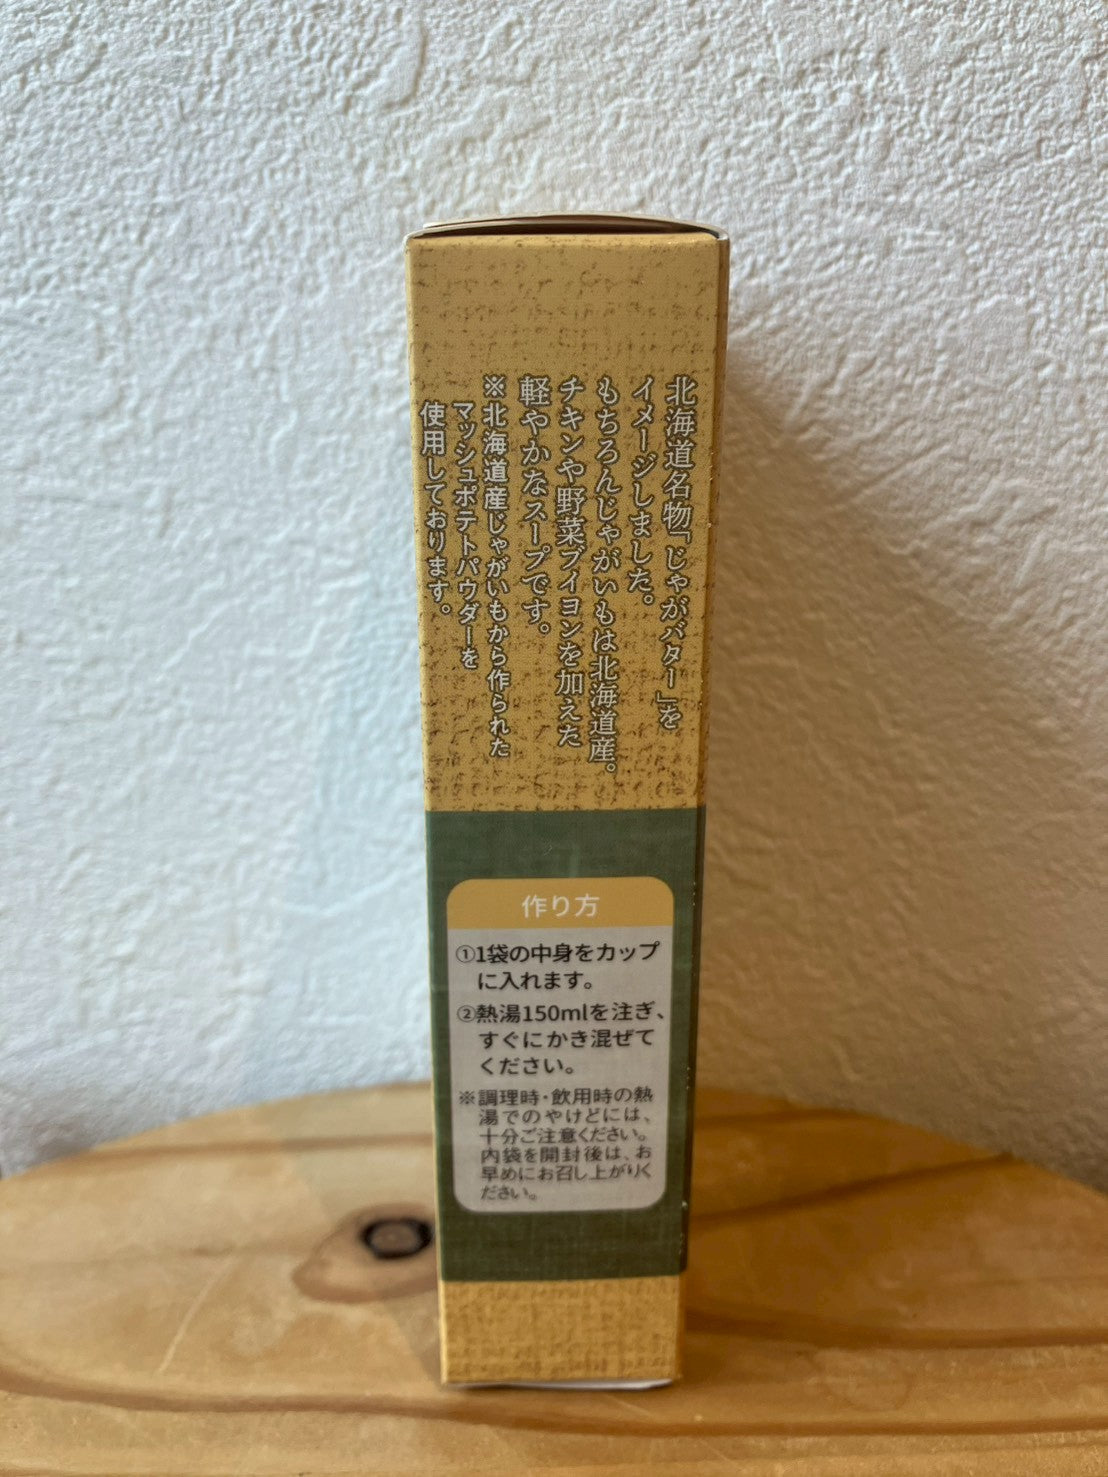 北海道名物「じゃがバター」を
イメージしました。
もちろんじゃがいもは北海道産。
チキンや野菜ブイヨンを加えた
軽やかなスープです。
※北海道産じゃがいもから作られた
マッシュポテトパウダーを
使用しております。
作り方
①1袋の中身をカップ
に入れます。
②熱湯150mlを注ぎ、
すぐにかき混ぜて
ください。
※調理時・飲用時の熱
湯でのやけどには、
十分ご注意ください。
内袋を開封後は、お
早めにお召し上がりく
ださい。